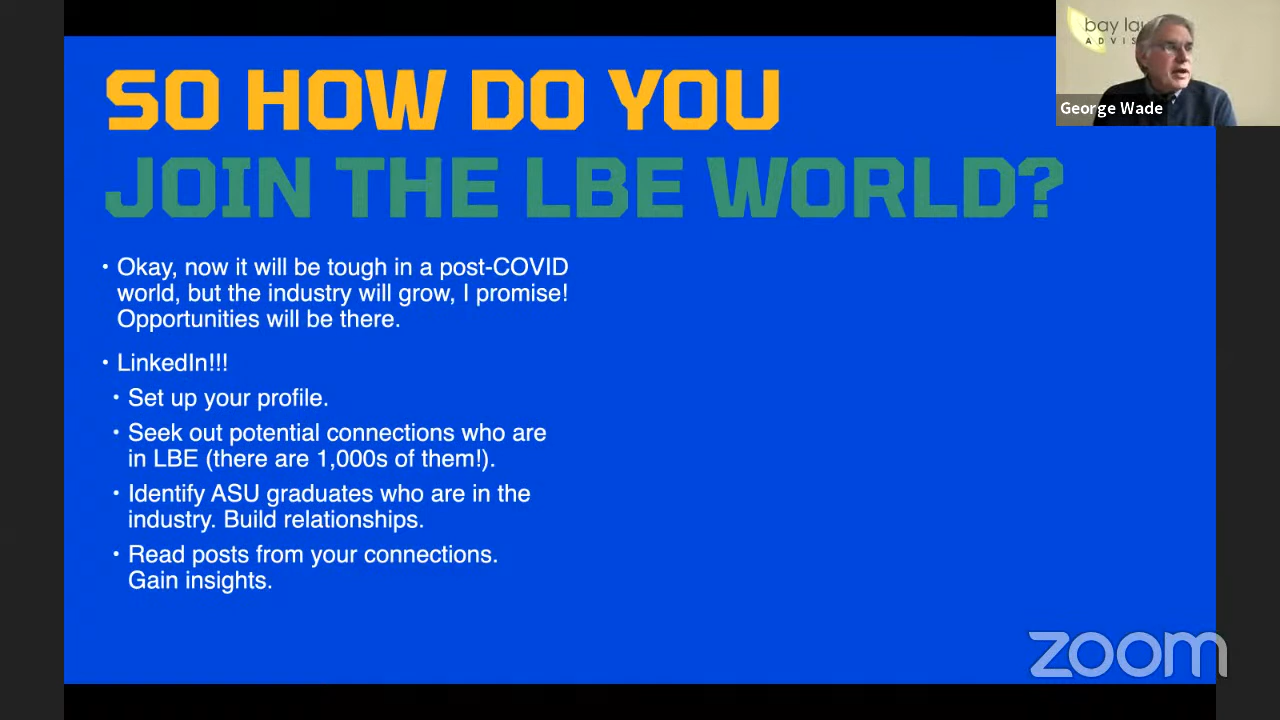 SO HOW DO YOU
JOIN THE LBE WORLD?
• Okay, now it will be tough in a post-COVID
world, but the industry will grow, I promise!
Opportunities will be there.
• LinkedIn!!!
• Set up your profile.
• Seek out potential connections who are
in LBE (there are 1,000s of them!).
• Identify ASU graduates who are in the
industry. Build relationships.
• Read posts from your connections.
Gain insights.
bay
George Wade
zoom